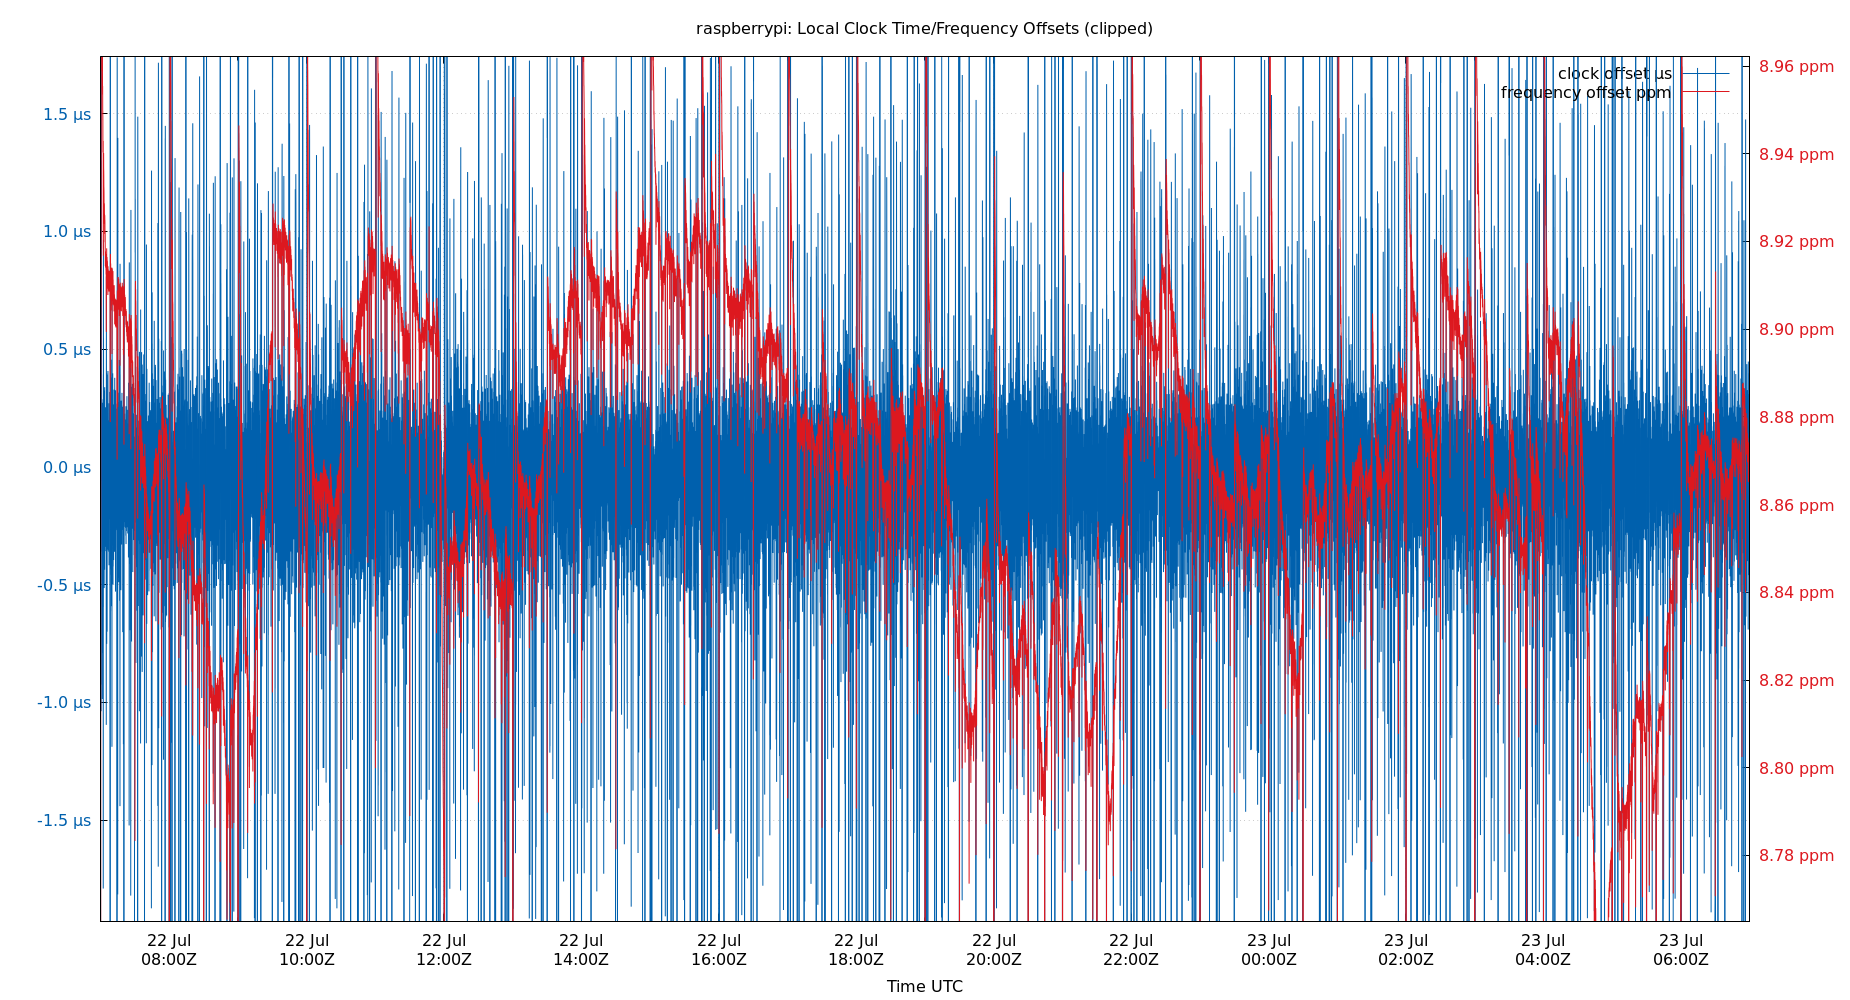 raspberrypi: Local Clock Time/Frequency Offsets (clipped)
clock offset µs
frequency offset ppm
1.5 µs
1.0 µs
0.5 µs
0.0 µs
-0.5 µs
-1.0 µs
-1.5 µs
8.96 ppm
8.94 ppm
8.92 ppm
8.90 ppm
8.88 ppm
8.86 ppm
8.84 ppm
8.82 ppm
8.80 ppm
8.78 ppm
22 Jul 22 Jul 22 Jul 22 Jul 22 Jul 22 Jul 22 Jul 22 Jul 23 Jul 23 Jul 23 Jul 23 Jul
08:00Z 10:00Z 12:00Z 14:00Z 16:00Z 18:00Z 20:00Z 22:00Z 00:00Z 02:00Z 04:00Z 06:00Z
Time UTC